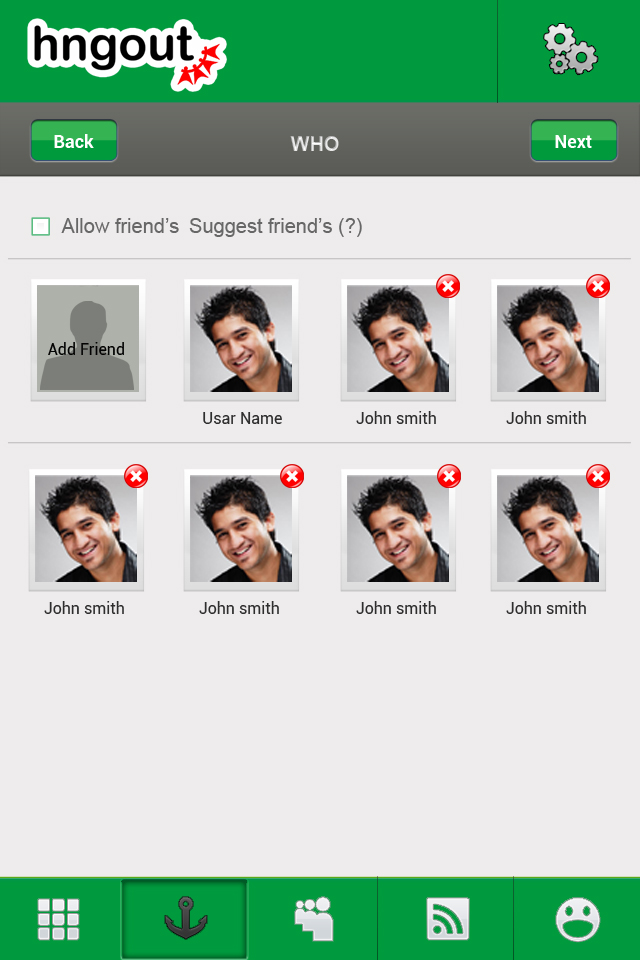 hngout
Back
WHO
Next
Allow friend's Suggest friend's (?)
Add Friend
Usar Name
John smith
John smith
John smith
John smith
John smith
John smith